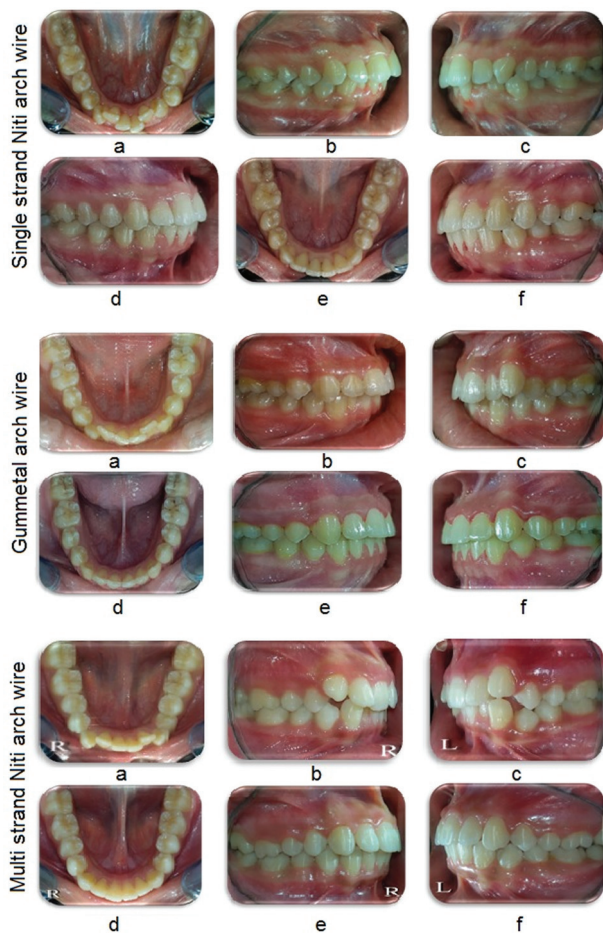 Single strand Niti arch wire
a b c
d e f
Gummetal arch wire
a b c
d e f
Multi strand Niti arch wire
R R L
a b c
R R L
d e f